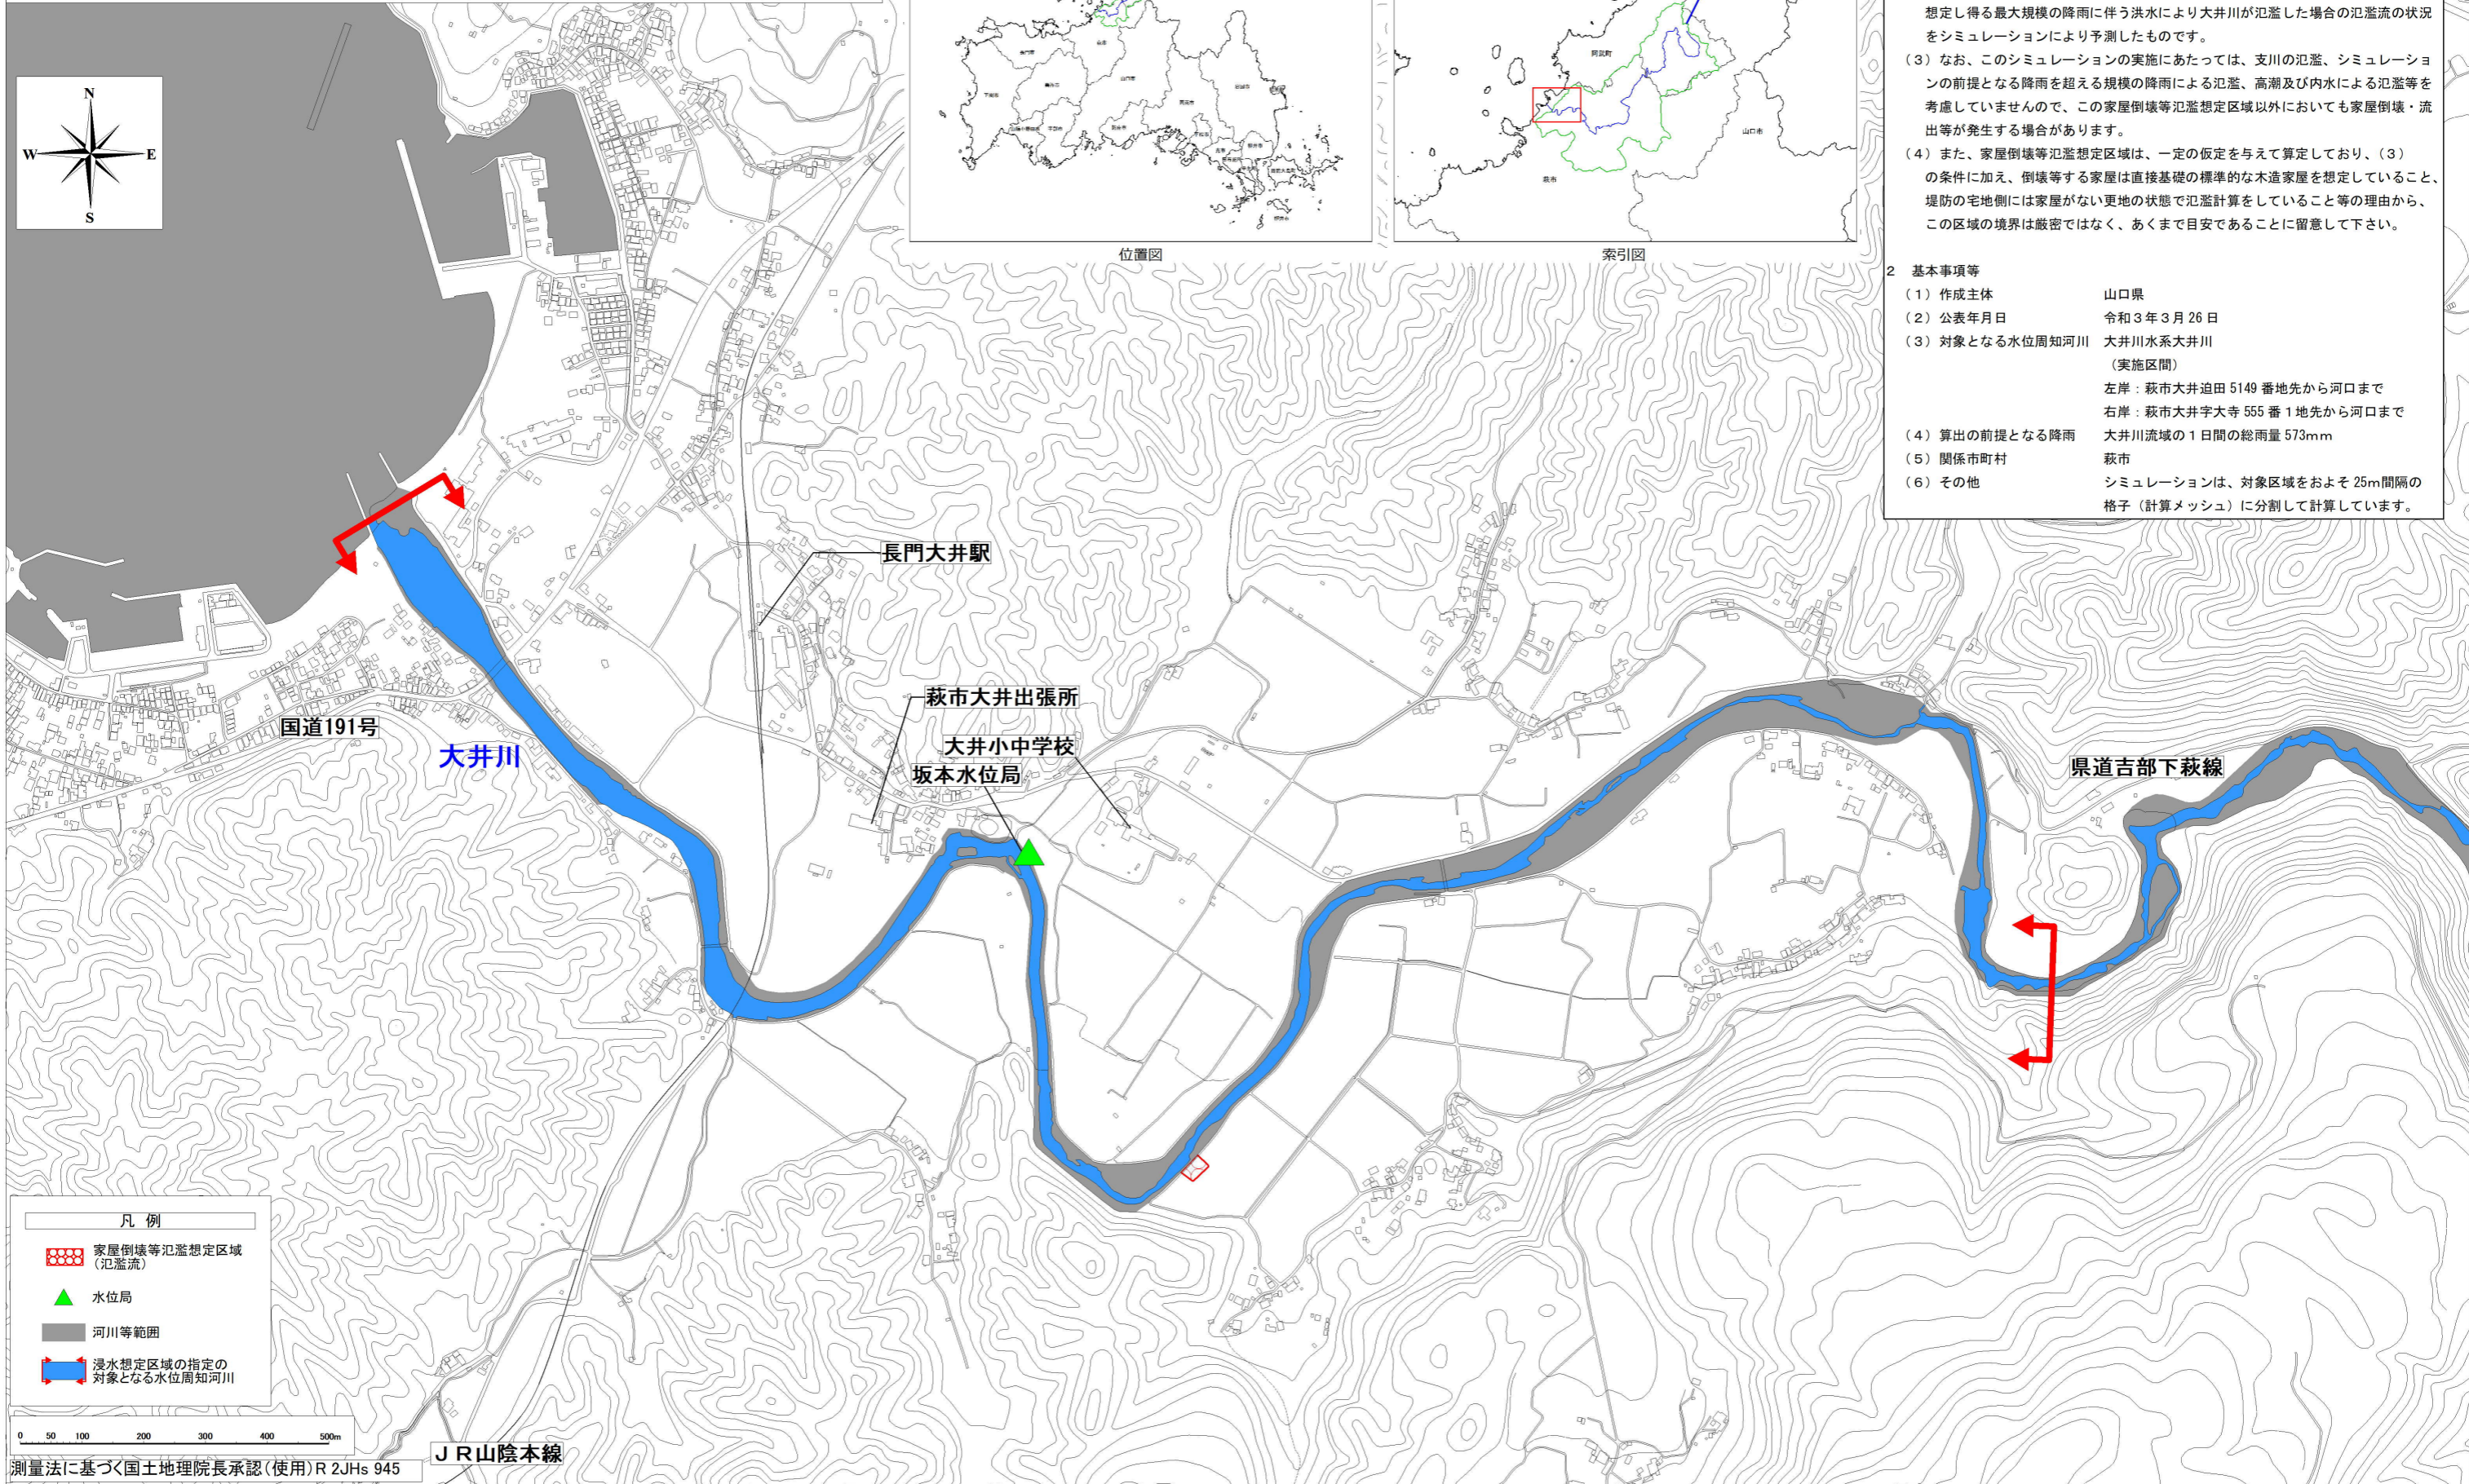 想定し得る最大規模の降雨に伴う洪水により大井川が氾濫した場合の氾濫流の状況
をシミュレーションにより予測したものです。
（３）なお、このシミュレーションの実施にあたっては、支川の氾濫、シミュレーショ
ンの前提となる降雨を超える規模の降雨による氾濫、高潮及び内水による氾濫等を
考慮していませんので、この家屋倒壊等氾濫想定区域以外においても家屋倒壊・流
出等が発生する場合があります。
（４）また、家屋倒壊等氾濫想定区域は、一定の仮定を与えて算定しており、（３）
の条件に加え、倒壊等する家屋は直接基礎の標準的な木造家屋を想定していること、
堤防の宅地側には家屋がない更地の状態で氾濫計算をしていること等の理由から、
この区域の境界は厳密ではなく、あくまで目安であることに留意して下さい。
2 基本事項等
（１）作成主体 山口県
（２）公表年月日 令和３年３月 26 日
（３）対象となる水位周知河川 大井川水系大井川
（実施区間）
左岸：萩市大井迫田 5149 番地先から河口まで
右岸：萩市大井字大寺 555 番１地先から河口まで
（４）算出の前提となる降雨 大井川流域の１日間の総雨量 573mm
（５）関係市町村 萩市
（６）その他 シミュレーションは、対象区域をおよそ 25m間隔の
格子（計算メッシュ）に分割して計算しています。
N
W E
S
位置図
阿武町
山口市
萩市
索引図
長門大井駅
萩市大井出張所
大井小中学校
坂本水位局
国道191号
大井川
県道吉部下萩線
凡 例
家屋倒壊等氾濫想定区域
（氾濫流）
水位局
河川等範囲
浸水想定区域の指定の
対象となる水位周知河川
0 50 100 200 300 400 500m
ＪＲ山陰本線
測量法に基づく国土地理院長承認（使用）R 2JHs 945